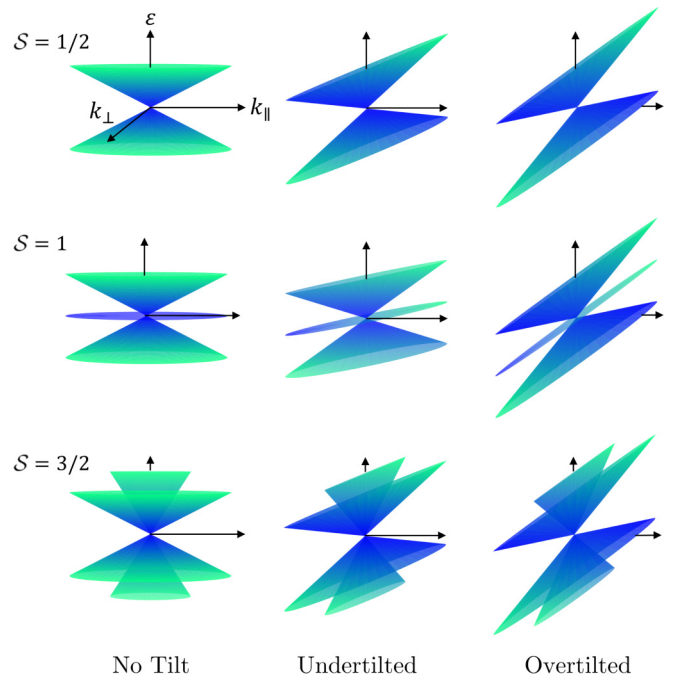 ε
𝒮 = 1/2
k⊥
k∥
𝒮 = 1
𝒮 = 3/2
No Tilt Undertilted Overtilted